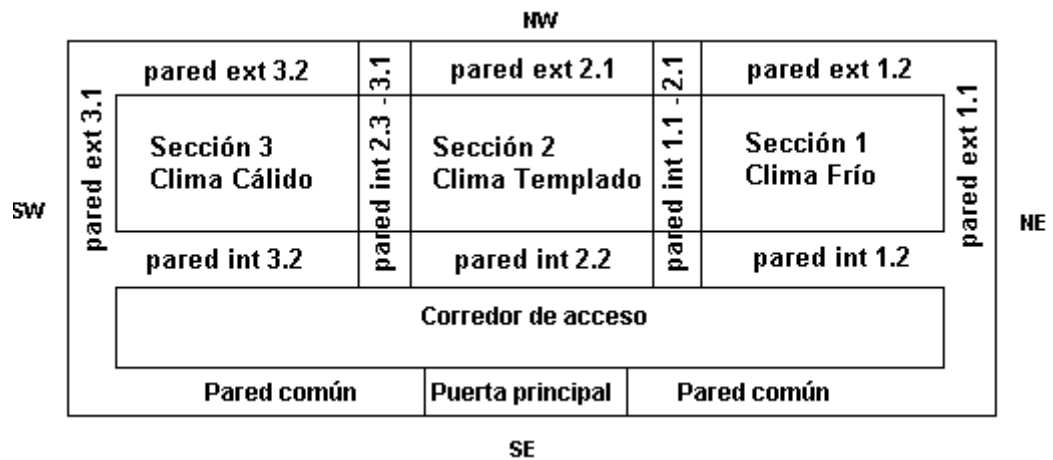 NW
pared ext 3.2
pared int 2.3 - 3.1
pared ext 2.1
pared int 1.1 - 2.1
pared ext 1.2
pared ext 3.1
Sección 3
Clima Cálido
Sección 2
Clima Templado
Sección 1
Clima Frío
pared ext 1.1
SW
NE
pared int 3.2
pared int 2.2
pared int 1.2
Corredor de acceso
Pared común
Puerta principal
Pared común
SE